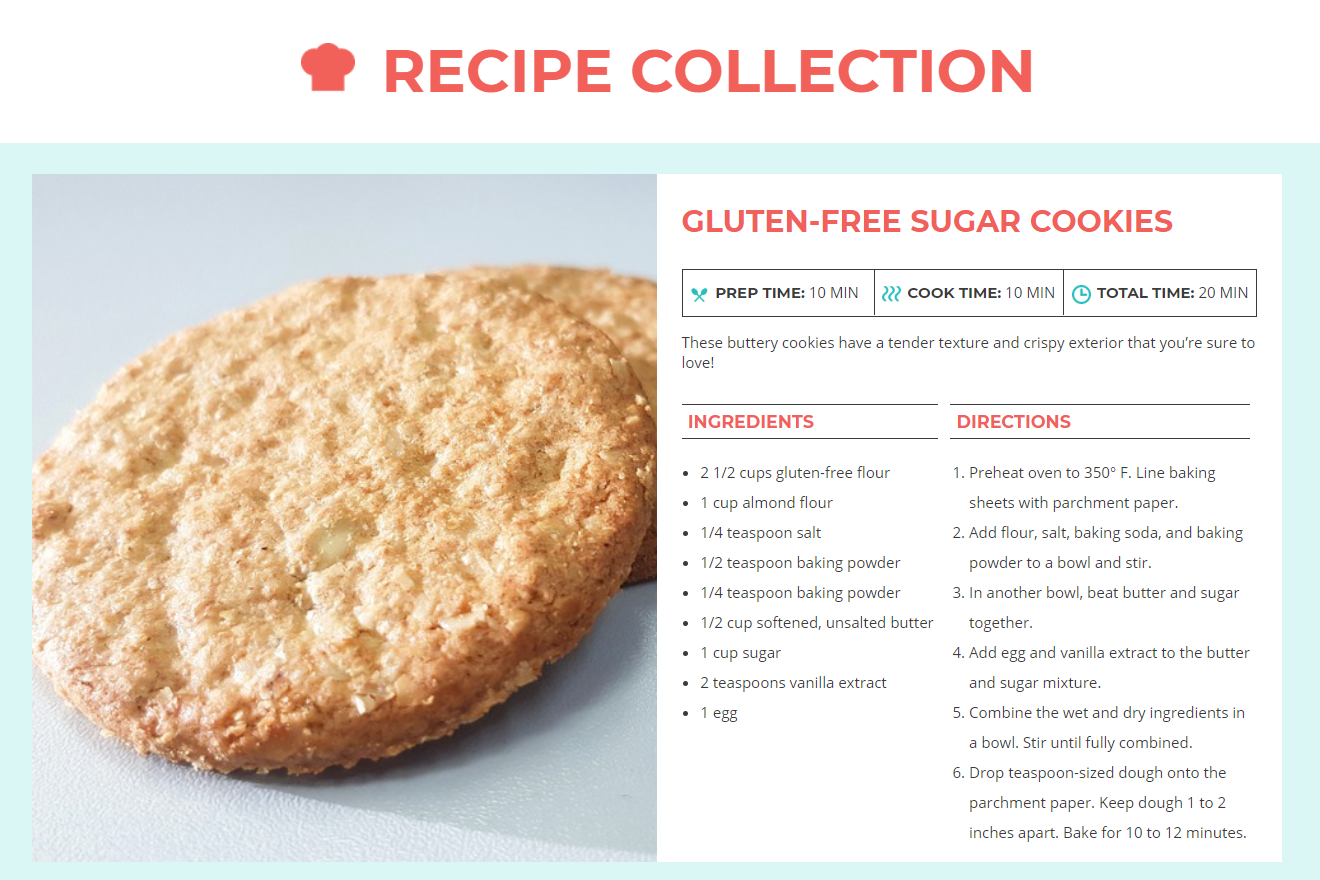 RECIPE COLLECTION
GLUTEN-FREE SUGAR COOKIES
PREP TIME: 10 MIN
COOK TIME: 10 MIN
TOTAL TIME: 20 MIN
These buttery cookies have a tender texture and crispy exterior that you’re sure to
love!
INGREDIENTS
• 2 1/2 cups gluten-free flour
• 1 cup almond flour
• 1/4 teaspoon salt
• 1/2 teaspoon baking powder
• 1/4 teaspoon baking powder
• 1/2 cup softened, unsalted butter
• 1 cup sugar
• 2 teaspoons vanilla extract
• 1 egg
DIRECTIONS
1. Preheat oven to 350° F. Line baking
sheets with parchment paper.
2. Add flour, salt, baking soda, and baking
powder to a bowl and stir.
3. In another bowl, beat butter and sugar
together.
4. Add egg and vanilla extract to the butter
and sugar mixture.
5. Combine the wet and dry ingredients in
a bowl. Stir until fully combined.
6. Drop teaspoon-sized dough onto the
parchment paper. Keep dough 1 to 2
inches apart. Bake for 10 to 12 minutes.